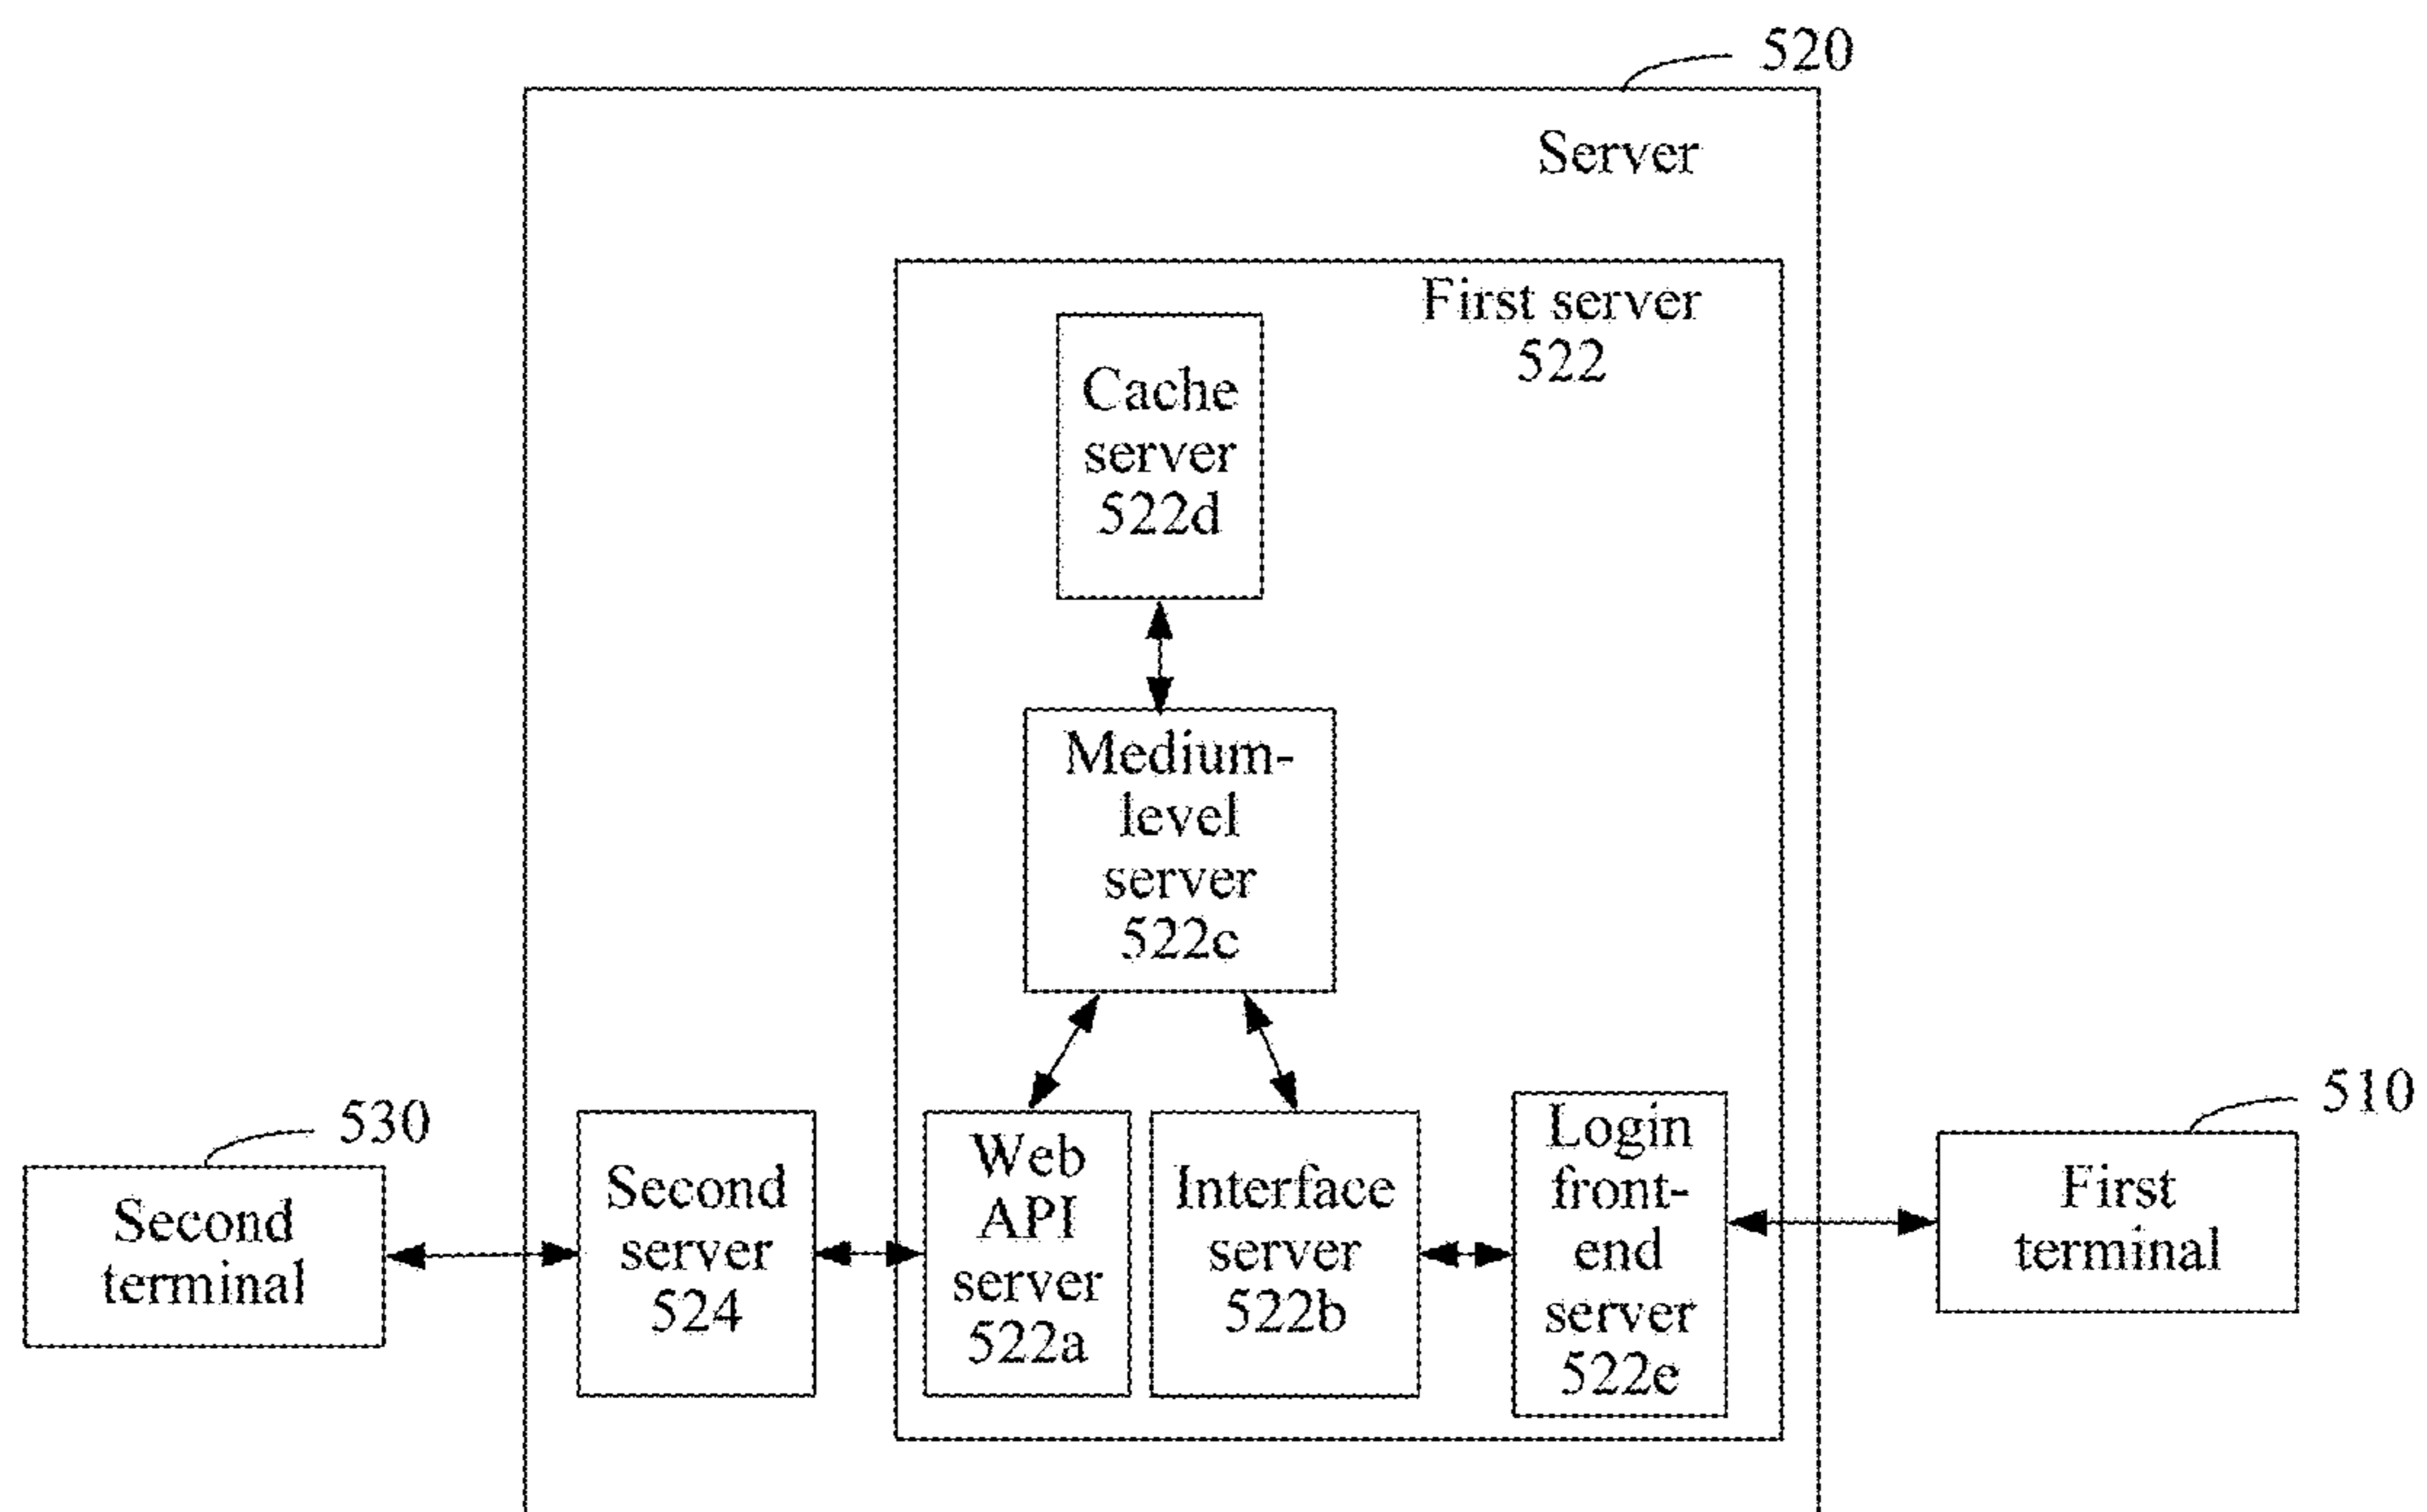 520
Server
First server
522
Cache
server
522d
Medium-
level
server
522c
530
Second
terminal
Second
server
524
Web
API
server
522a
Interface
server
522b
Login
front-
end
server
522e
510
First
terminal